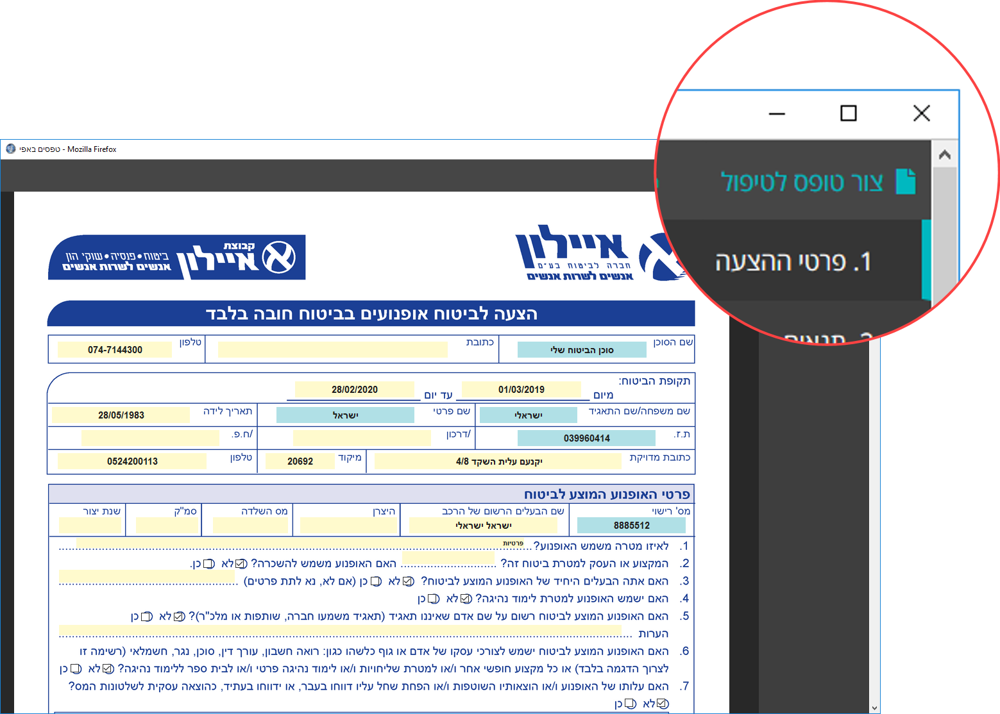 טפסים באפי - Mozilla Firefox
צור טופס לטיפול
1. פרטי ההצעה
2. תנאים
איילון
חברה לביטוח בע"מ
אנשים לשרות אנשים
קבוצת
איילון
ביטוח • פנסיה • שוקי הון
אנשים לשרות אנשים
הצעה לביטוח אופנועים בביטוח חובה בלבד
שם הסוכן סוכן הביטוח שלי כתובת טלפון 074-7144300
תקופת הביטוח:
מיום 01/03/2019 עד יום 28/02/2020
שם משפחה/שם התאגיד ישראלי שם פרטי ישראל תאריך לידה 28/05/1983
ת.ז. 039960414 /דרכון /ח.פ.
כתובת מדויקת יקנעם עלית השקד 4/8 מיקוד 20692 טלפון 0524200113
פרטי האופנוע המוצע לביטוח
מס' רישוי שם הבעלים הרשום של הרכב היצרן מס השלדה סמ"ק שנת יצור
8885512 ישראל ישראלי
1. לאיזו מטרה משמש האופנוע? פרטיות
2. המקצוע או העסק למטרת ביטוח זה? האם האופנוע משמש להשכרה? לא כן.
3. האם אתה הבעלים היחיד של האופנוע המוצע לביטוח? לא כן (אם לא, נא לתת פרטים)
4. האם ישמש האופנוע למטרת לימוד נהיגה? לא כן
5. האם האופנוע המוצע לביטוח רשום על שם אדם שאיננו תאגיד (תאגיד משמעו חברה, שותפות או מלכ"ר)? לא כן
הערות
6. האם האופנוע המוצע לביטוח ישמש לצורכי עסקו של אדם או גוף כלשהו כגון: רואה חשבון, עורך דין, סוכן, נגר, חשמלאי (רשימה זו
לצרוך הדגמה בלבד) או כל מקצוע חופשי אחר ו/או למטרת שליחויות ו/או לימוד נהיגה פרטי ו/או לבית ספר ללימוד נהיגה? לא כן
7. האם עלותו של האופנוע ו/או הוצאותיו השוטפות ו/או הפחת שחל עליו דווחו בעבר, או ידווחו בעתיד, כהוצאה עסקית לשלטונות המס?
לא כן